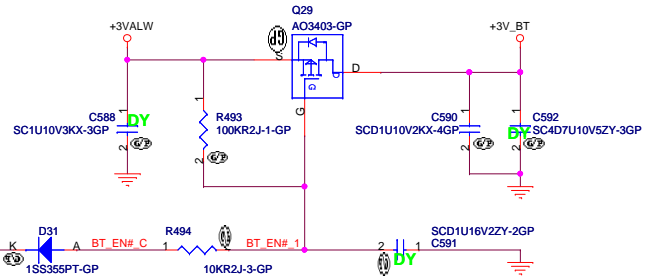 Q29
+3VALW
AO3403-GP
+3V_BT
S
D
G
G
1
C588
DY
SC1U10V3KX-3GP
2
1
R493
100KR2J-1-GP
2
1
C590
SCD1U10V2KX-4GP
2
1
C592
DY
SC4D7U10V5ZY-3GP
2
D31
K
A
1SS355PT-GP
BT_EN#_C
R494
1
10KR2J-3-GP
BT_EN#_1
SCD1U16V2ZY-2GP
2
1
C591
DY